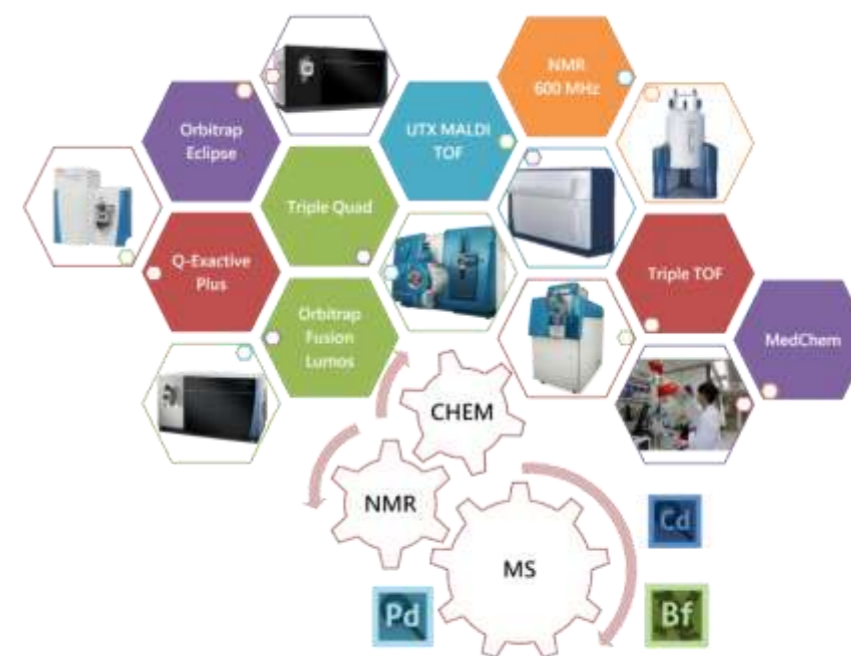 NMR
600 MHz
Orbitrap
Eclipse
UTX MALDI
TOF
Triple Quad
Q-Exactive
Plus
Triple TOF
Orbitrap
Fusion
Lumos
MedChem
CHEM
NMR
MS
Cd
Pd
Bf